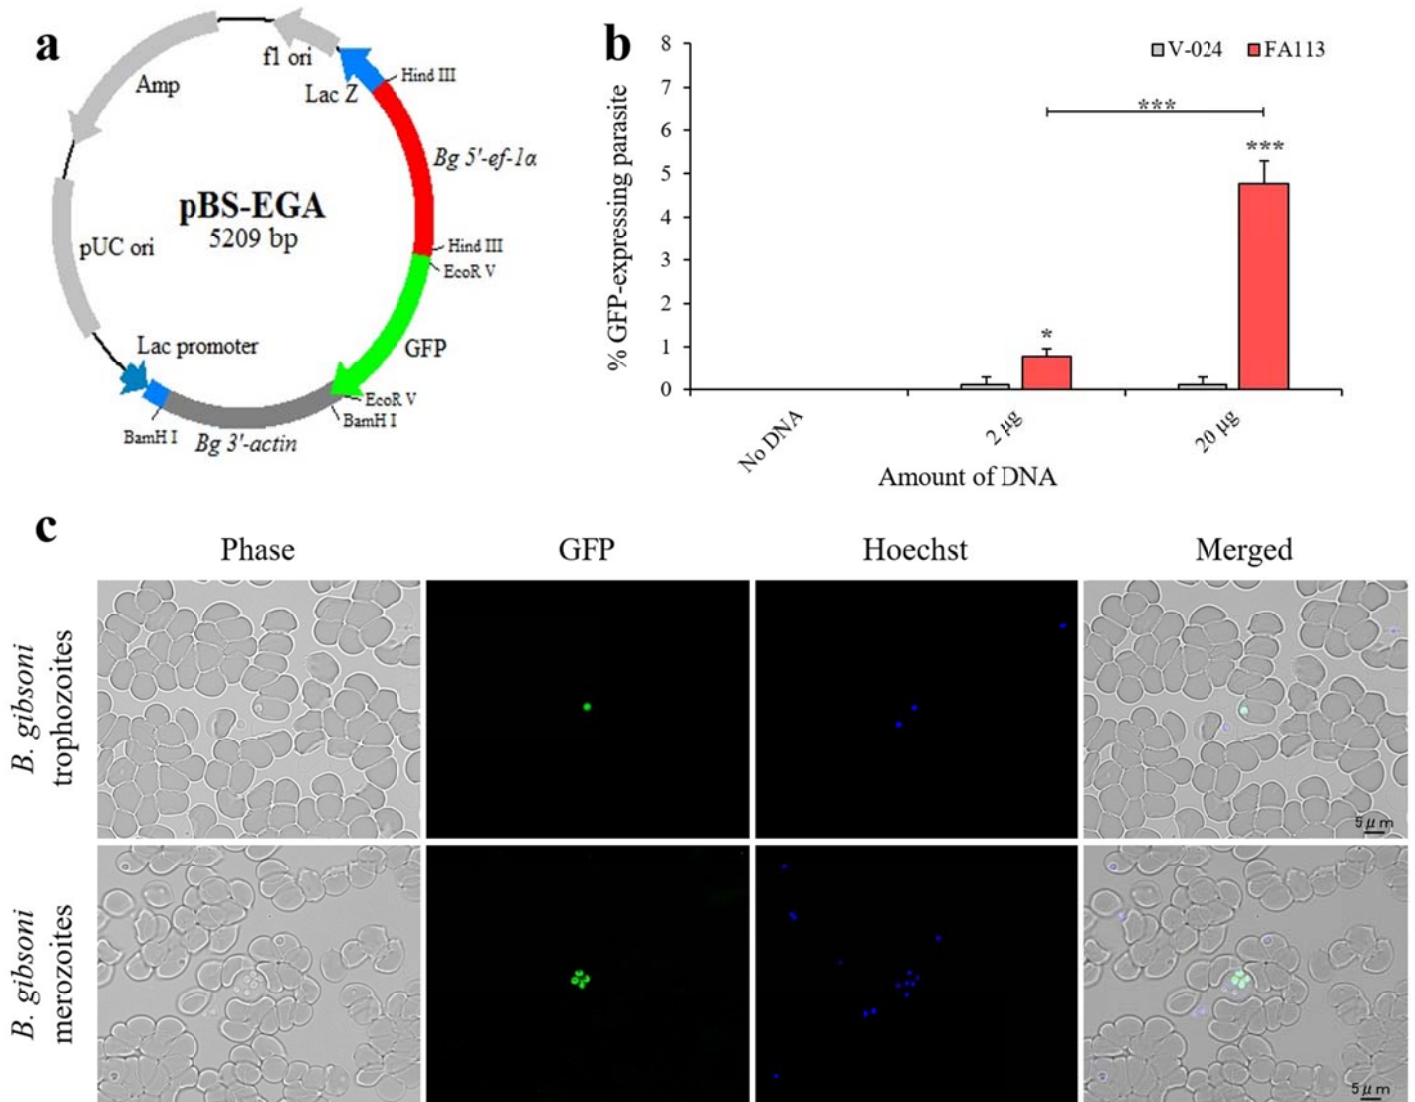 a
f1 ori
Amp
Lac Z
Hind III
Bg 5'-ef-1α
pBS-EGA
5209 bp
pUC ori
Hind III
EcoR V
GFP
Lac promoter
EcoR V
BamH I
BamH I
Bg 3'-actin
b
V-024 FA113
% GFP-expressing parasite
8
7
6
5
4
3
2
1
0
***
***
*
No DNA
2 µg
20 µg
Amount of DNA
c
Phase GFP Hoechst Merged
B. gibsoni
trophozoites
5 µ m
B. gibsoni
merozoites
5 µ m